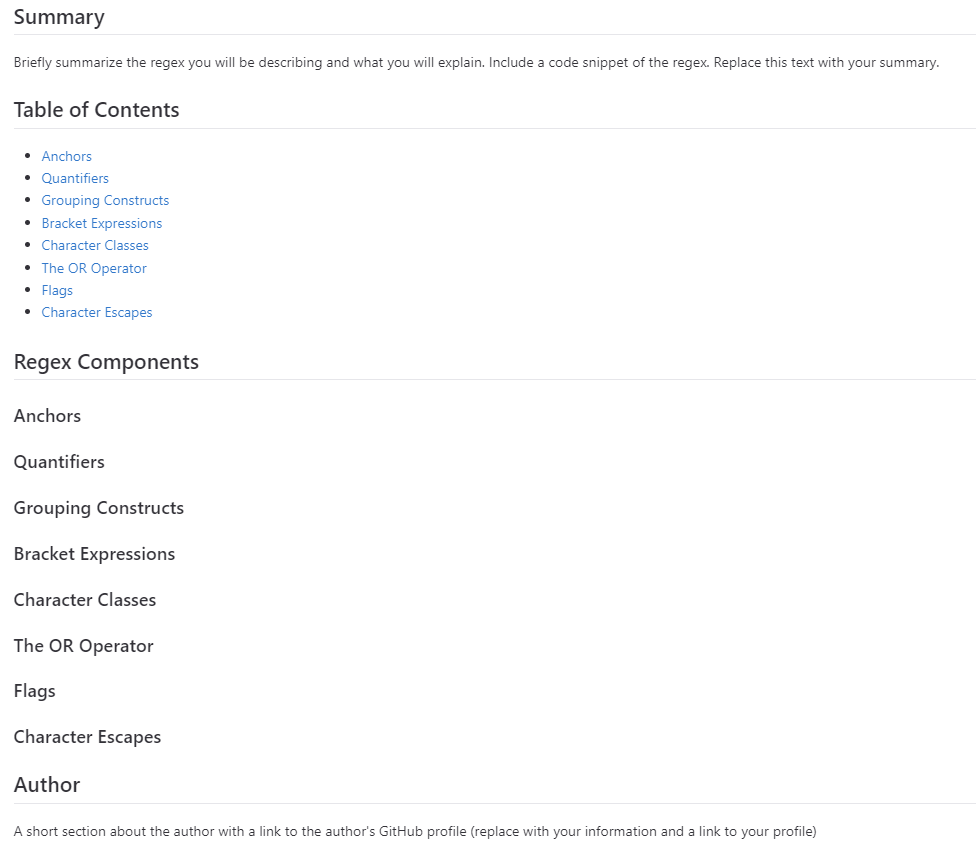 Summary
Briefly summarize the regex you will be describing and what you will explain. Include a code snippet of the regex. Replace this text with your summary.
Table of Contents
Anchors
Quantifiers
Grouping Constructs
Bracket Expressions
Character Classes
The OR Operator
Flags
Character Escapes
Regex Components
Anchors
Quantifiers
Grouping Constructs
Bracket Expressions
Character Classes
The OR Operator
Flags
Character Escapes
Author
A short section about the author with a link to the author's GitHub profile (replace with your information and a link to your profile)